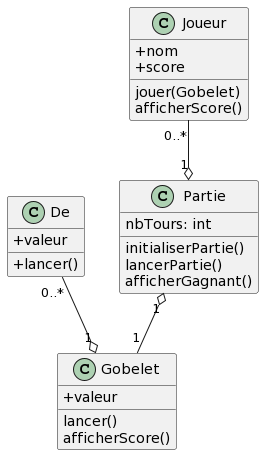 C Joueur
+nom
+score
jouer(Gobelet)
afficherScore()
0..*
1
C De
+valeur
+lancer()
C Partie
nbTours: int
initialiserPartie()
lancerPartie()
afficherGagnant()
0..*
1
1
1
C Gobelet
+valeur
lancer()
afficherScore()